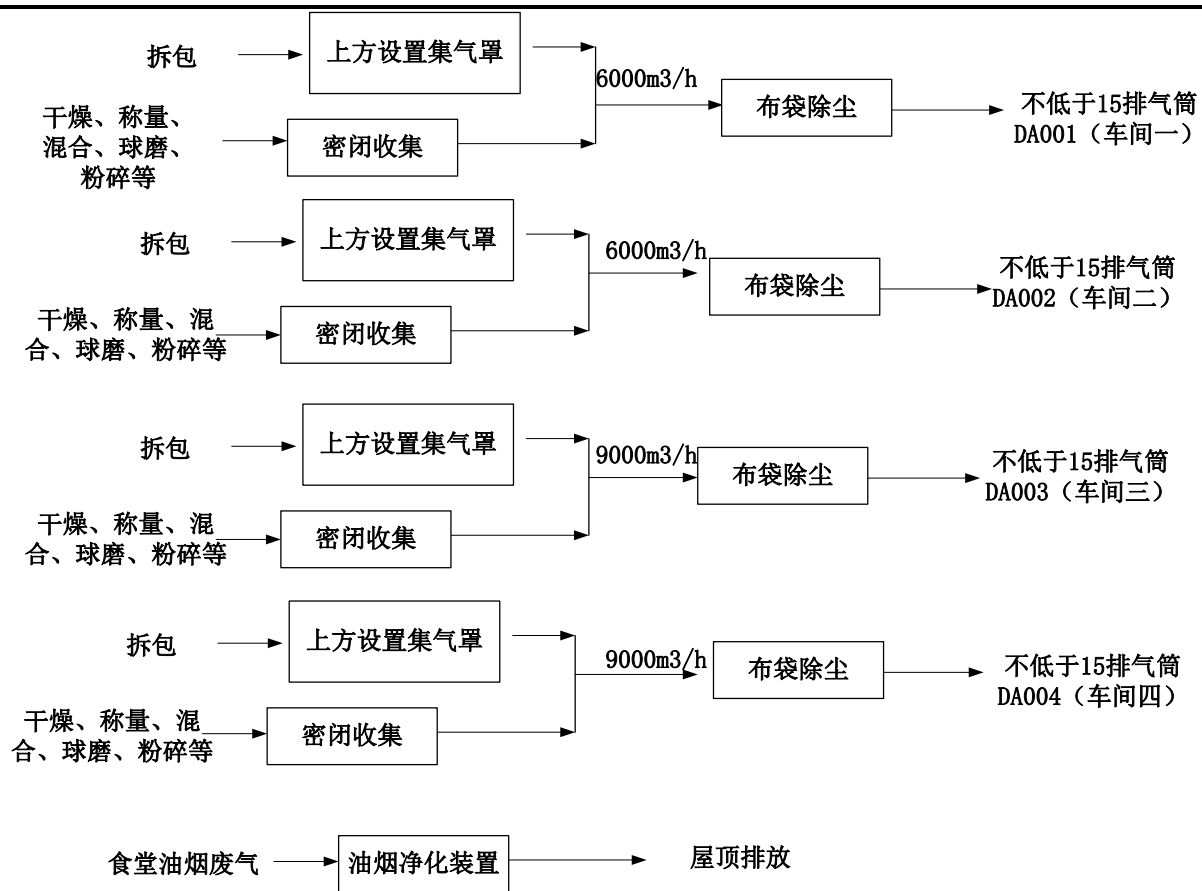 拆包
上方设置集气罩
6000m3/h
布袋除尘
不低于15排气筒
DA001（车间一）
干燥、称量、
混合、球磨、
粉碎等
密闭收集
拆包
上方设置集气罩
6000m3/h
布袋除尘
不低于15排气筒
DA002（车间二）
干燥、称量、混
合、球磨、粉碎等
密闭收集
拆包
上方设置集气罩
9000m3/h
布袋除尘
不低于15排气筒
DA003（车间三）
干燥、称量、混
合、球磨、粉碎等
密闭收集
拆包
上方设置集气罩
9000m3/h
布袋除尘
不低于15排气筒
DA004（车间四）
干燥、称量、混
合、球磨、粉碎等
密闭收集
食堂油烟废气
油烟净化装置
屋顶排放